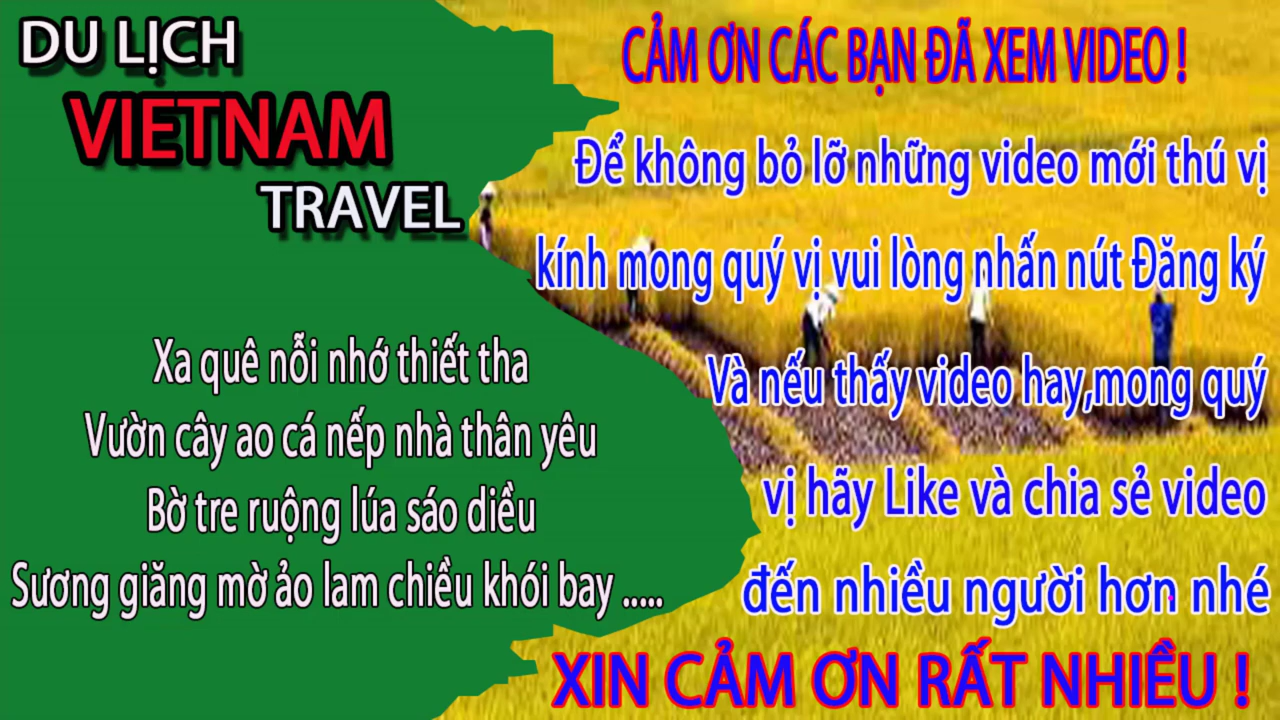 DU LỊCH
VIETNAM
TRAVEL
Xa quê nỗi nhớ thiết tha
Vườn cây ao cá nếp nhà thân yêu
Bờ tre ruộng lúa sáo diều
Sương giăng mờ ảo lam chiều khói bay .....
CẢM ƠN CÁC BẠN ĐÃ XEM VIDEO !
Để không bỏ lỡ những video mới thú vị
kính mong quý vị vui lòng nhấn nút Đăng ký
Và nếu thấy video hay,mong quý
vị hãy Like và chia sẻ video
đến nhiều người hơn nhé
XIN CẢM ƠN RẤT NHIỀU !